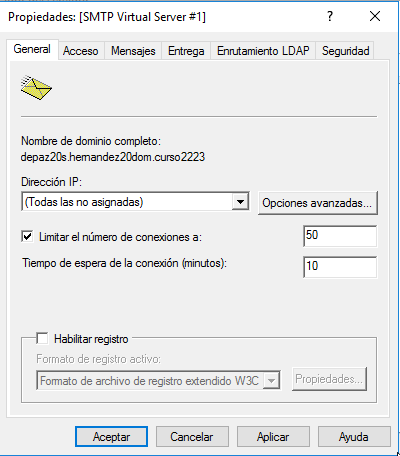 Propiedades: [SMTP Virtual Server #1]
General Acceso Mensajes Entrega Enrutamiento LDAP Seguridad
Nombre de dominio completo:
depaz20s.hernandez20dom.curso2223
Dirección IP:
(Todas las no asignadas) Opciones avanzadas...
Limitar el número de conexiones a: 50
Tiempo de espera de la conexión (minutos): 10
Habilitar registro
Formato de registro activo:
Formato de archivo de registro extendido W3C Propiedades...
Aceptar Cancelar Aplicar Ayuda